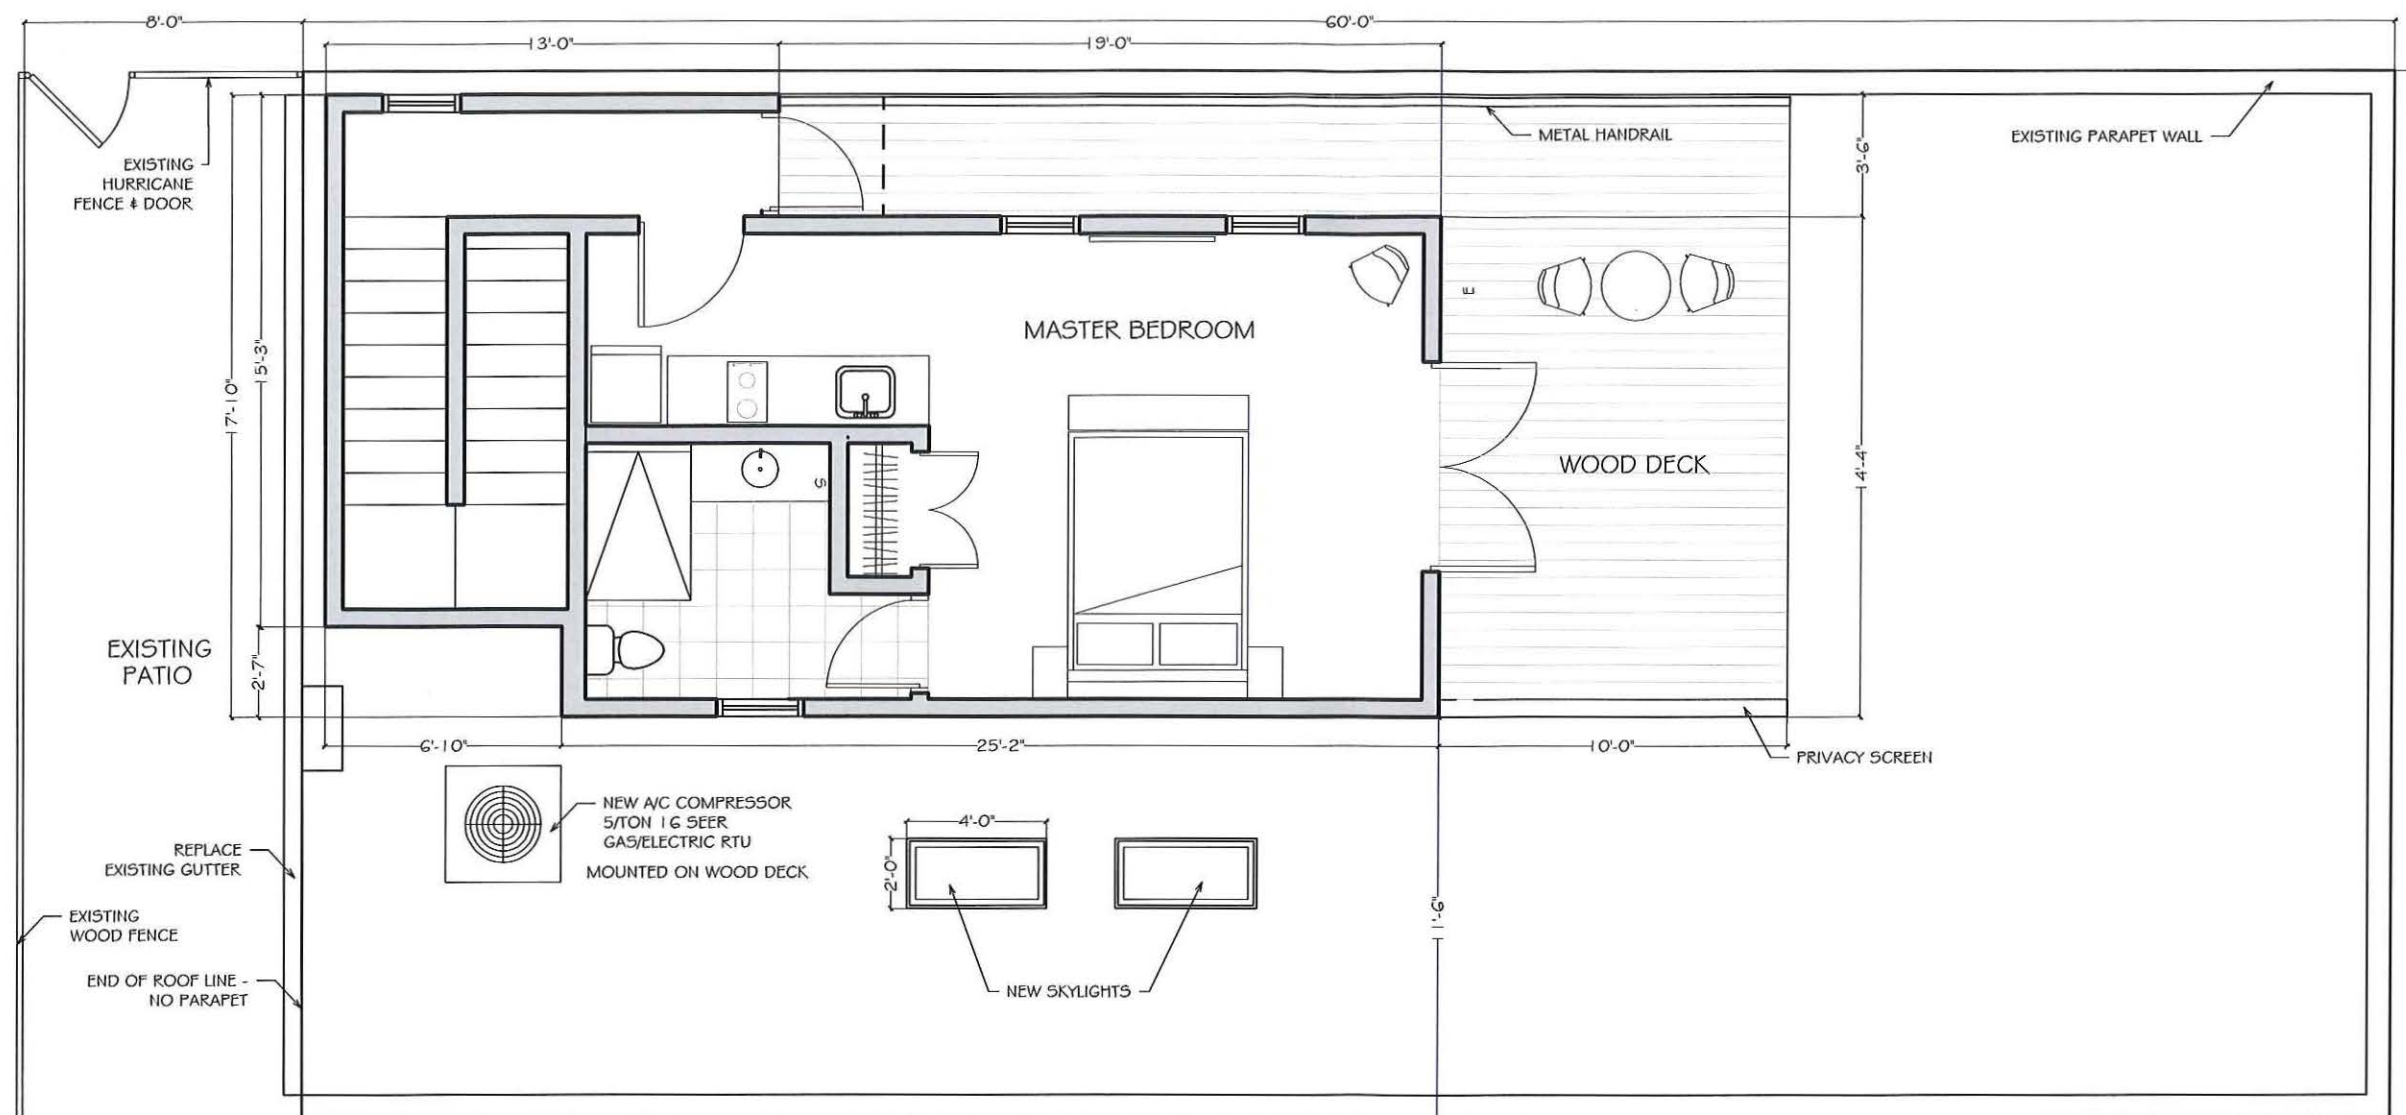 8'-0"
60'-0"
13'-0"
19'-0"
EXISTING
HURRICANE
FENCE & DOOR
METAL HANDRAIL
EXISTING PARAPET WALL
3'-6"
MASTER BEDROOM
E
17'-10"
15'-3"
14'-4"
WOOD DECK
S
EXISTING
PATIO
2'-7"
6'-10"
25'-2"
10'-0"
PRIVACY SCREEN
NEW A/C COMPRESSOR
5/TON 16 SEER
GAS/ELECTRIC RTU
MOUNTED ON WOOD DECK
4'-0"
2'-0"
REPLACE
EXISTING GUTTER
11'-6"
EXISTING
WOOD FENCE
END OF ROOF LINE -
NO PARAPET
NEW SKYLIGHTS